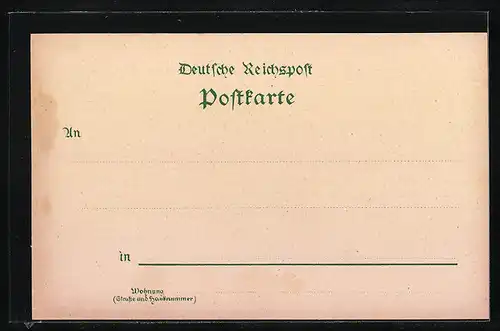 Deutsche Reichspost
Postkarte
An
in
Wohnung
(Straße und Hausnummer)